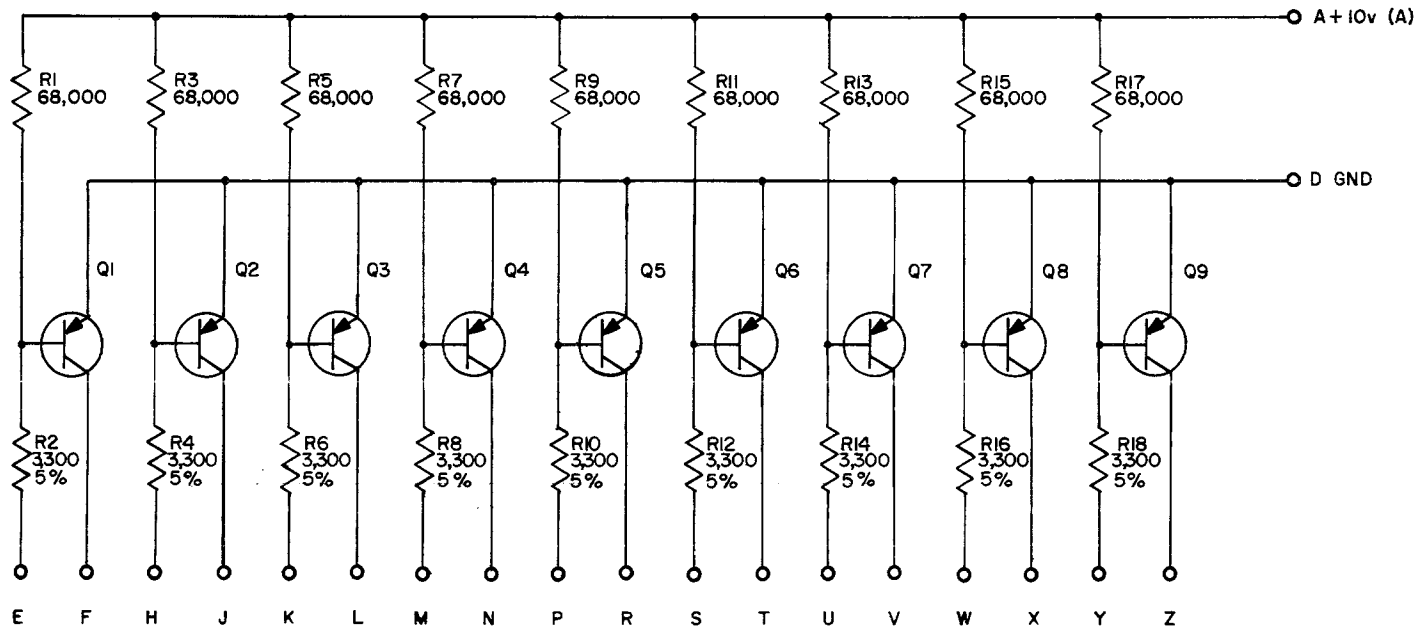 A+10v (A)
R1
68,000
R3
68,000
R5
68,000
R7
68,000
R9
68,000
R11
68,000
R13
68,000
R15
68,000
R17
68,000
D GND
Q1
Q2
Q3
Q4
Q5
Q6
Q7
Q8
Q9
R2
3,300
5%
R4
3,300
5%
R6
3,300
5%
R8
3,300
5%
R10
3,300
5%
R12
3,300
5%
R14
3,300
5%
R16
3,300
5%
R18
3,300
5%
E F H J K L M N P R S T U V W X Y Z